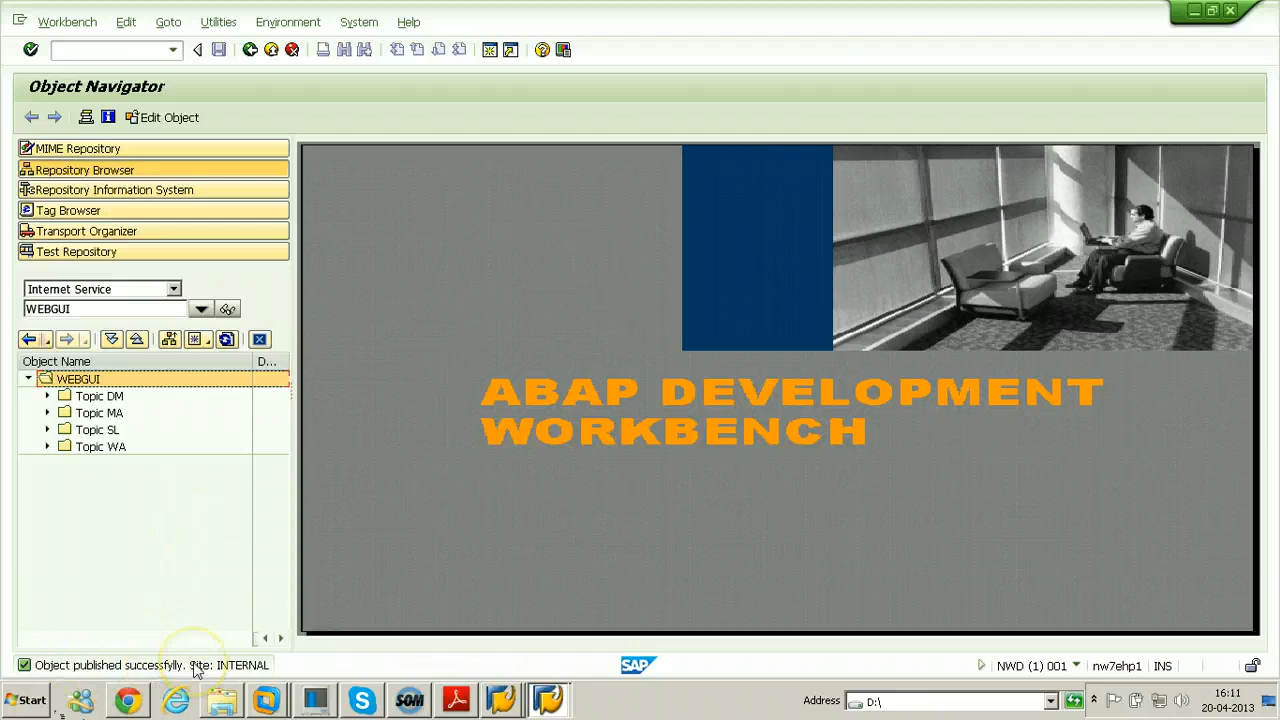 Workbench Edit Goto Utilities Environment System Help
Object Navigator
Edit Object
MIME Repository
Repository Browser
Repository Information System
Tag Browser
Transport Organizer
Test Repository
Internet Service
WEBGUI
Object Name D...
WEBGUI
Topic DM
Topic MA
Topic SL
Topic WA
ABAP DEVELOPMENT
WORKBENCH
Object published successfylly. Site: INTERNAL
SAP
NWD (1) 001 nw7ehp1 INS
Start
SOM
Address D:\
16:11
20-04-2013